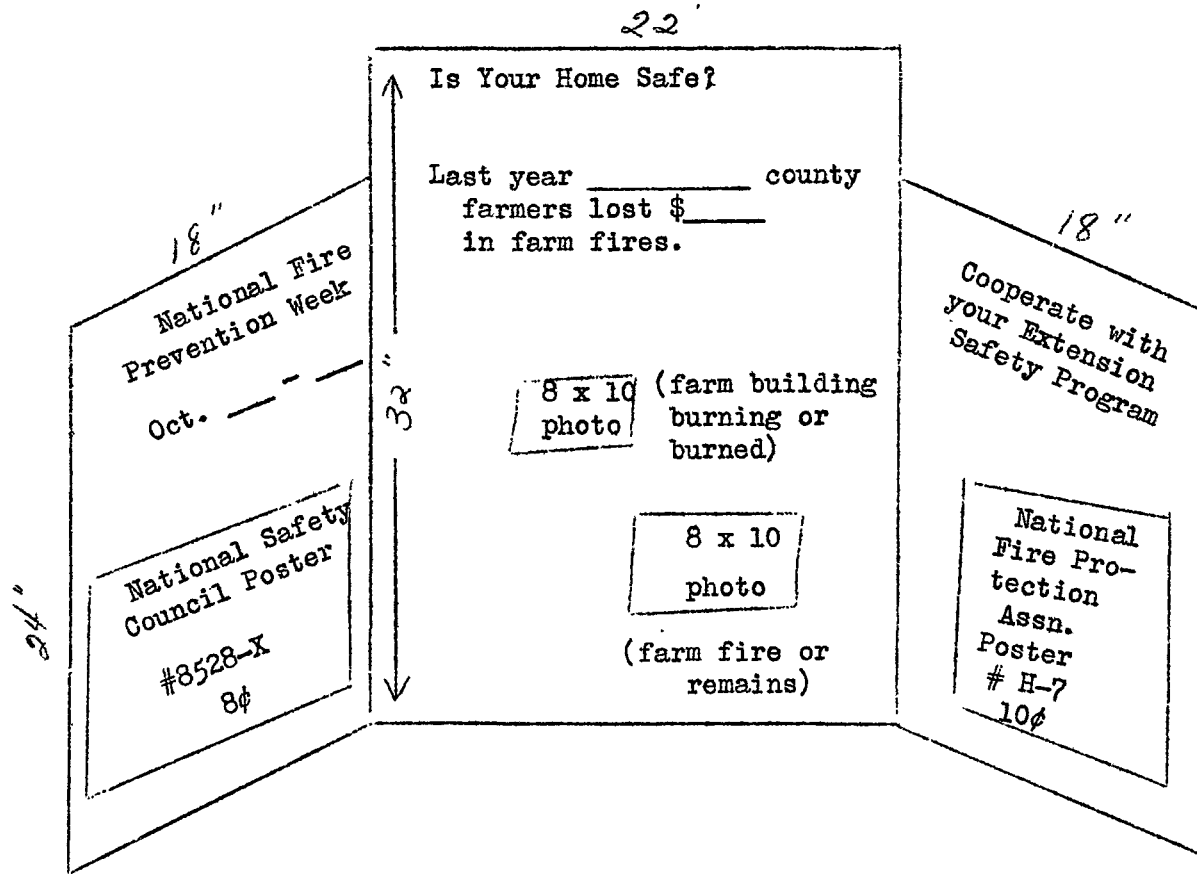 22'
Is Your Home Safe?
Last year __________ county
farmers lost $_____
in farm fires.
32"
8 x 10
photo
(farm building
burning or
burned)
8 x 10
photo
(farm fire or
remains)
18"
National Fire
Prevention Week
Oct. ___-___
24"
National Safety
Council Poster
#8528-X
8¢
18"
Cooperate with
your Extension
Safety Program
National
Fire Pro-
tection
Assn.
Poster
# H-7
10¢